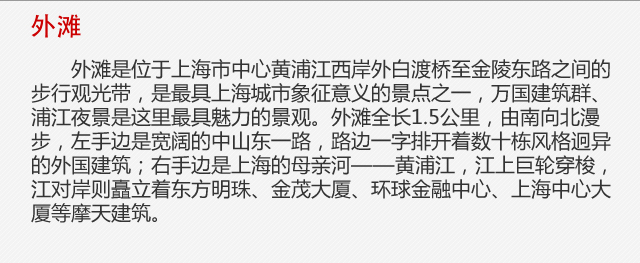 外滩
外滩是位于上海市中心黄浦江西岸外白渡桥至金陵东路之间的
步行观光带，是最具上海城市象征意义的景点之一，万国建筑群、
浦江夜景是这里最具魅力的景观。外滩全长1.5公里，由南向北漫
步，左手边是宽阔的中山东一路，路边一字排开着数十栋风格迥异
的外国建筑；右手边是上海的母亲河——黄浦江，江上巨轮穿梭，
江对岸则矗立着东方明珠、金茂大厦、环球金融中心、上海中心大
厦等摩天建筑。